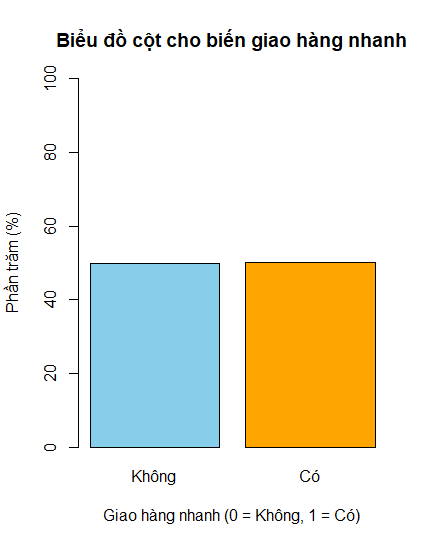 Biểu đồ cột cho biến giao hàng nhanh
Phần trăm (%)
100
80
60
40
20
0
Không Có
Giao hàng nhanh (0 = Không, 1 = Có)